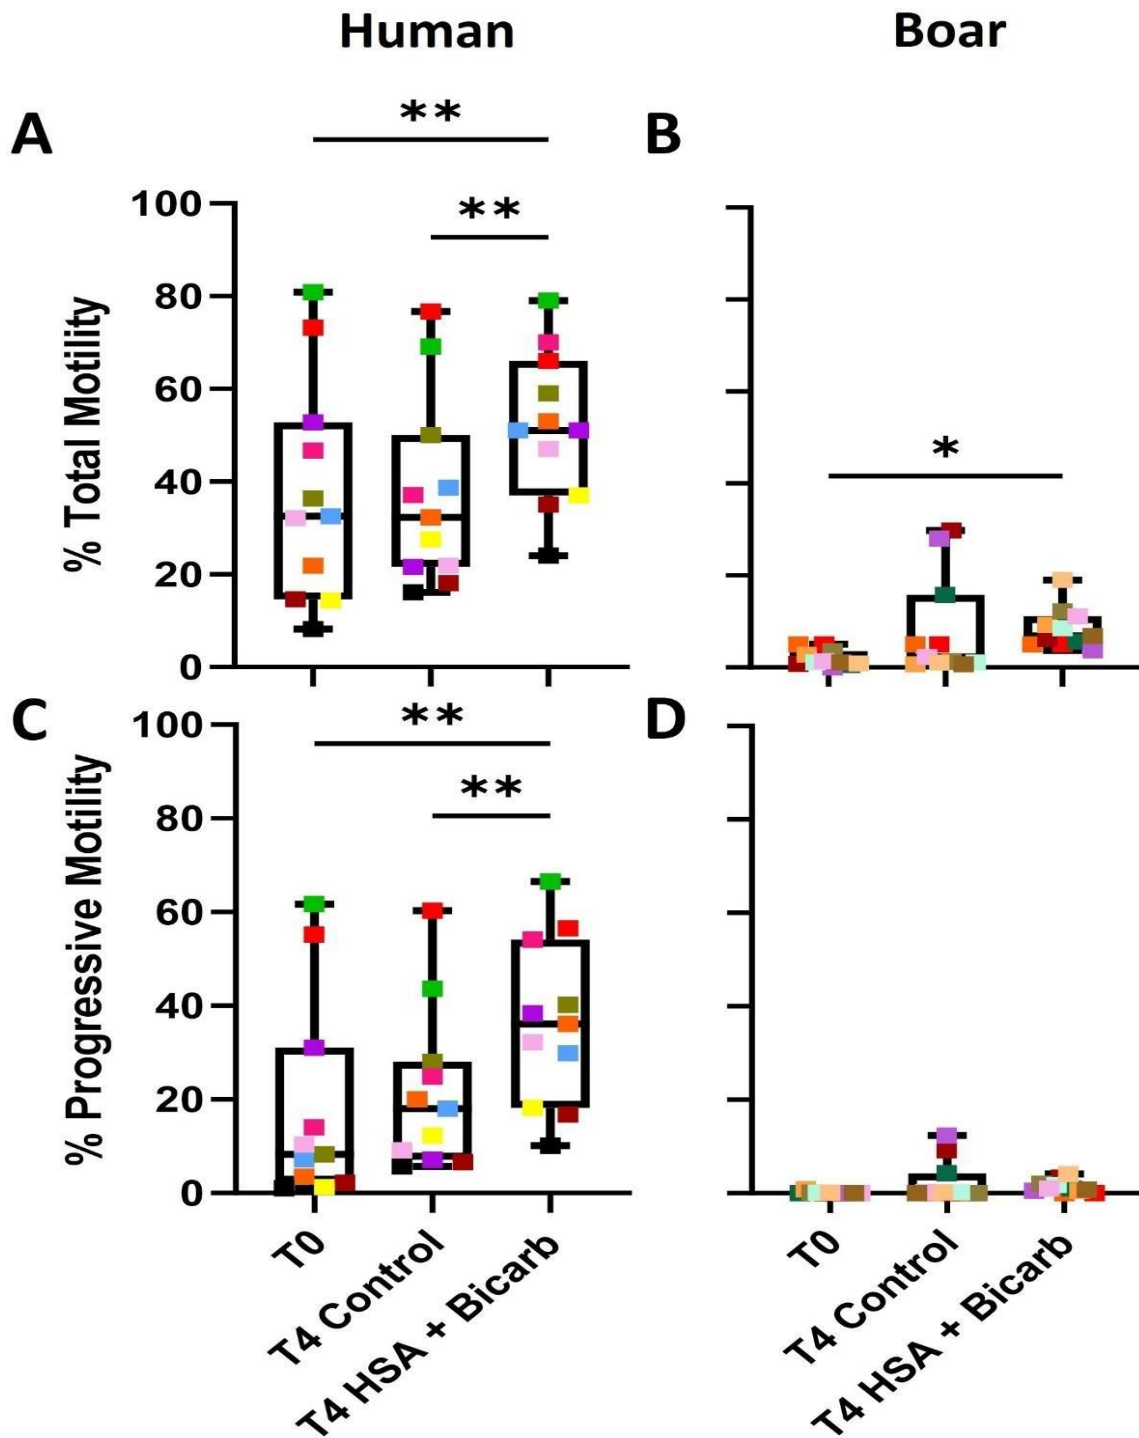 Human
Boar
A
**
**
100
80
60
40
20
0
% Total Motility
B
*
C
**
**
100
80
60
40
20
0
% Progressive Motility
T0
T4 Control
T4 HSA + Bicarb
D
T0
T4 Control
T4 HSA + Bicarb